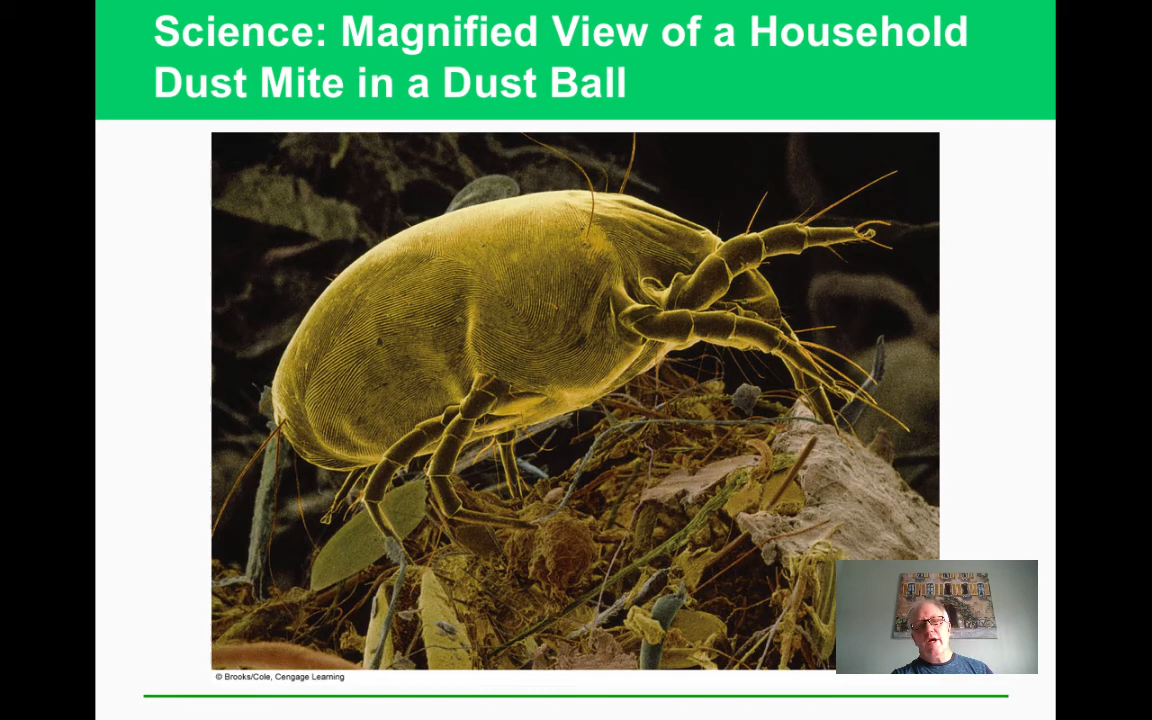 Science: Magnified View of a Household
Dust Mite in a Dust Ball
© Brooks/Cole, Cengage Learning